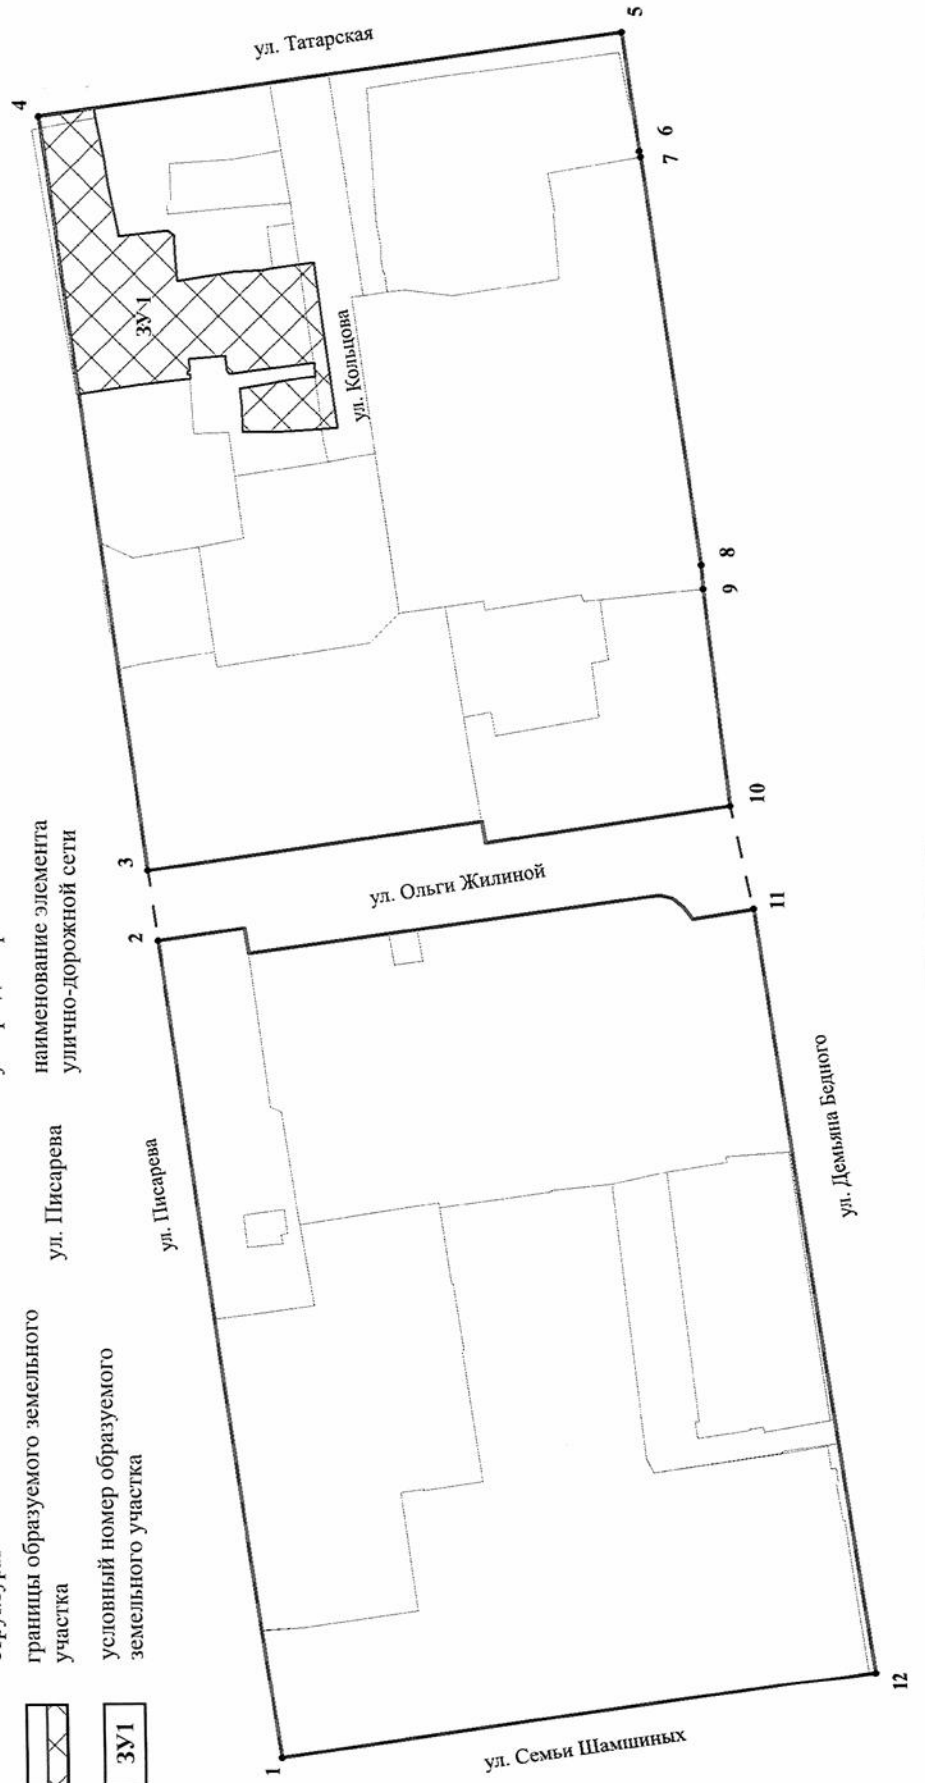 границы образуемого земельного
участка
условный номер образуемого
земельного участка
ЗУ1
ул. Писарева
наименование элемента
улично-дорожной сети
1
2
3
4
5
6
7
8
9
10
11
12
ул. Писарева
ул. Татарская
ЗУ 1
ул. Кольцова
ул. Ольги Жилиной
ул. Демьяна Бедного
ул. Семьи Шамшиных